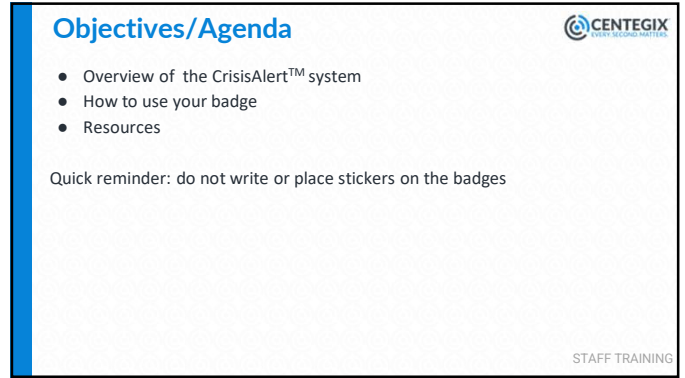 Objectives/Agenda
CENTEGIX
EVERY SECOND MATTERS.
● Overview of the CrisisAlert™ system
● How to use your badge
● Resources
Quick reminder: do not write or place stickers on the badges
STAFF TRAINING